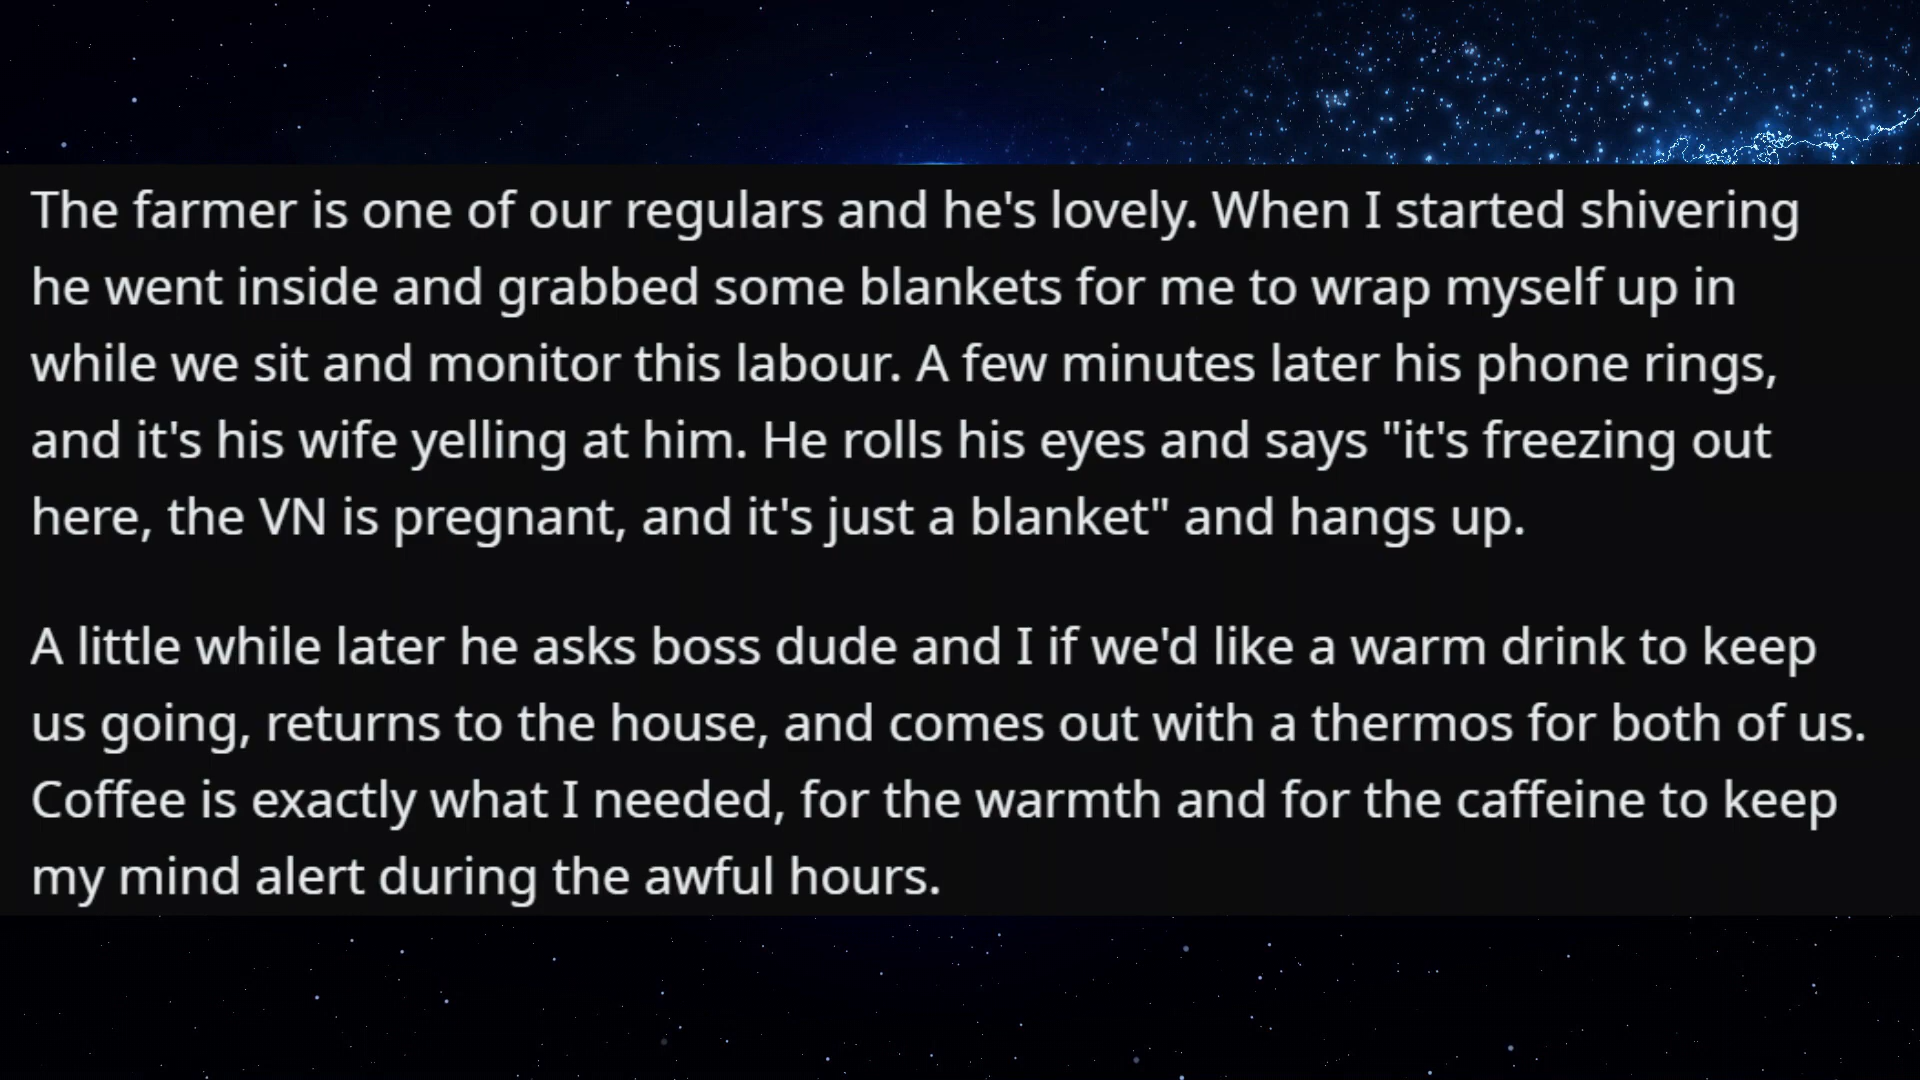 The farmer is one of our regulars and he's lovely. When I started shivering
he went inside and grabbed some blankets for me to wrap myself up in
while we sit and monitor this labour. A few minutes later his phone rings,
and it's his wife yelling at him. He rolls his eyes and says "it's freezing out
here, the VN is pregnant, and it's just a blanket" and hangs up.
A little while later he asks boss dude and I if we'd like a warm drink to keep
us going, returns to the house, and comes out with a thermos for both of us.
Coffee is exactly what I needed, for the warmth and for the caffeine to keep
my mind alert during the awful hours.